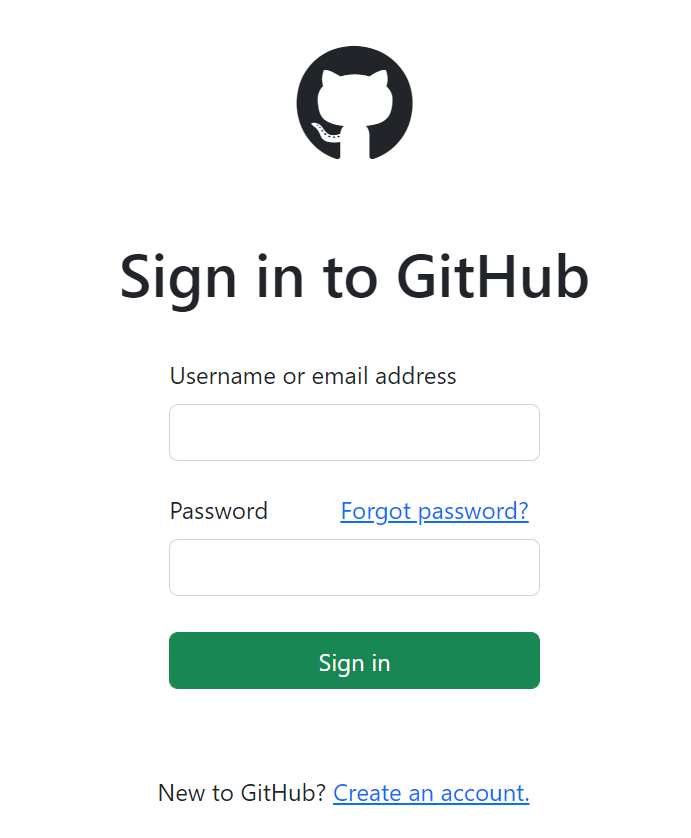 Sign in to GitHub
Username or email address
Password Forgot password?
Sign in
New to GitHub? Create an account.